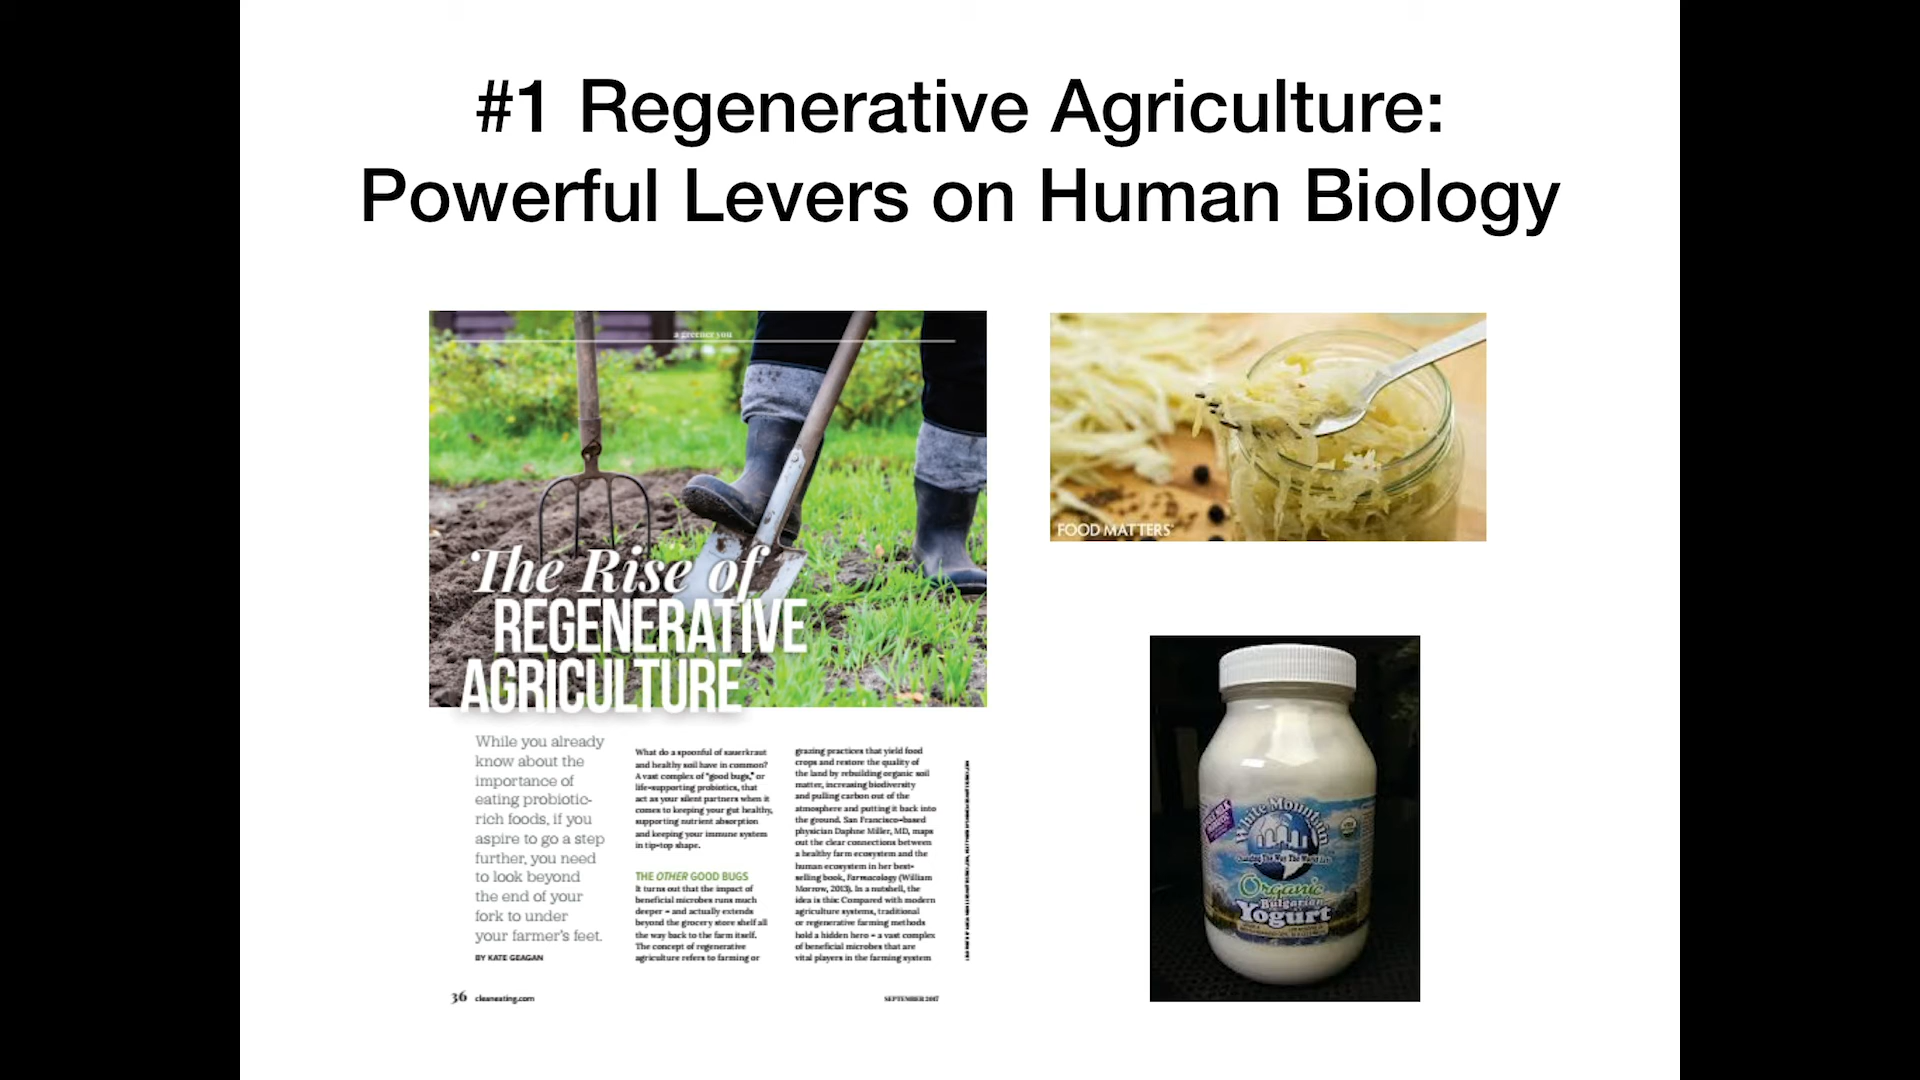 #1 Regenerative Agriculture:
Powerful Levers on Human Biology
a greener you
The Rise of
REGENERATIVE
AGRICULTURE
While you already
know about the
importance of
eating probiotic-
rich foods, if you
aspire to go a step
further, you need
to look beyond
the end of your
fork to under
your farmer's feet.
BY KATE GEAGAN
What do a spoonful of sauerkraut
and healthy soil have in common?
A vast complex of "good bugs," or
life-supporting probiotics, that
act as your silent partners when it
comes to keeping your gut healthy,
supporting nutrient absorption
and keeping your immune system
in tip-top shape.
THE OTHER GOOD BUGS
It turns out that the impact of
beneficial microbes runs much
deeper – and actually extends
beyond the grocery store shelf all
the way back to the farm itself.
The concept of regenerative
agriculture refers to farming or
grazing practices that yield food
crops and restore the quality of
the land by rebuilding organic soil
matter, increasing biodiversity
and pulling carbon out of the
atmosphere and putting it back into
the ground. San Francisco-based
physician Daphne Miller, MD, maps
out the clear connections between
a healthy farm ecosystem and the
human ecosystem in her best-
selling book, Farmacology (William
Morrow, 2013). In a nutshell, the
idea is this: Compared with modern
agriculture systems, traditional
or regenerative farming methods
hold a hidden hero – a vast complex
of beneficial microbes that are
vital players in the farming system
36 cleaneating.com
SEPTEMBER 2017
FOOD MATTERS
White Mountain
Organic
Bulgarian
Yogurt